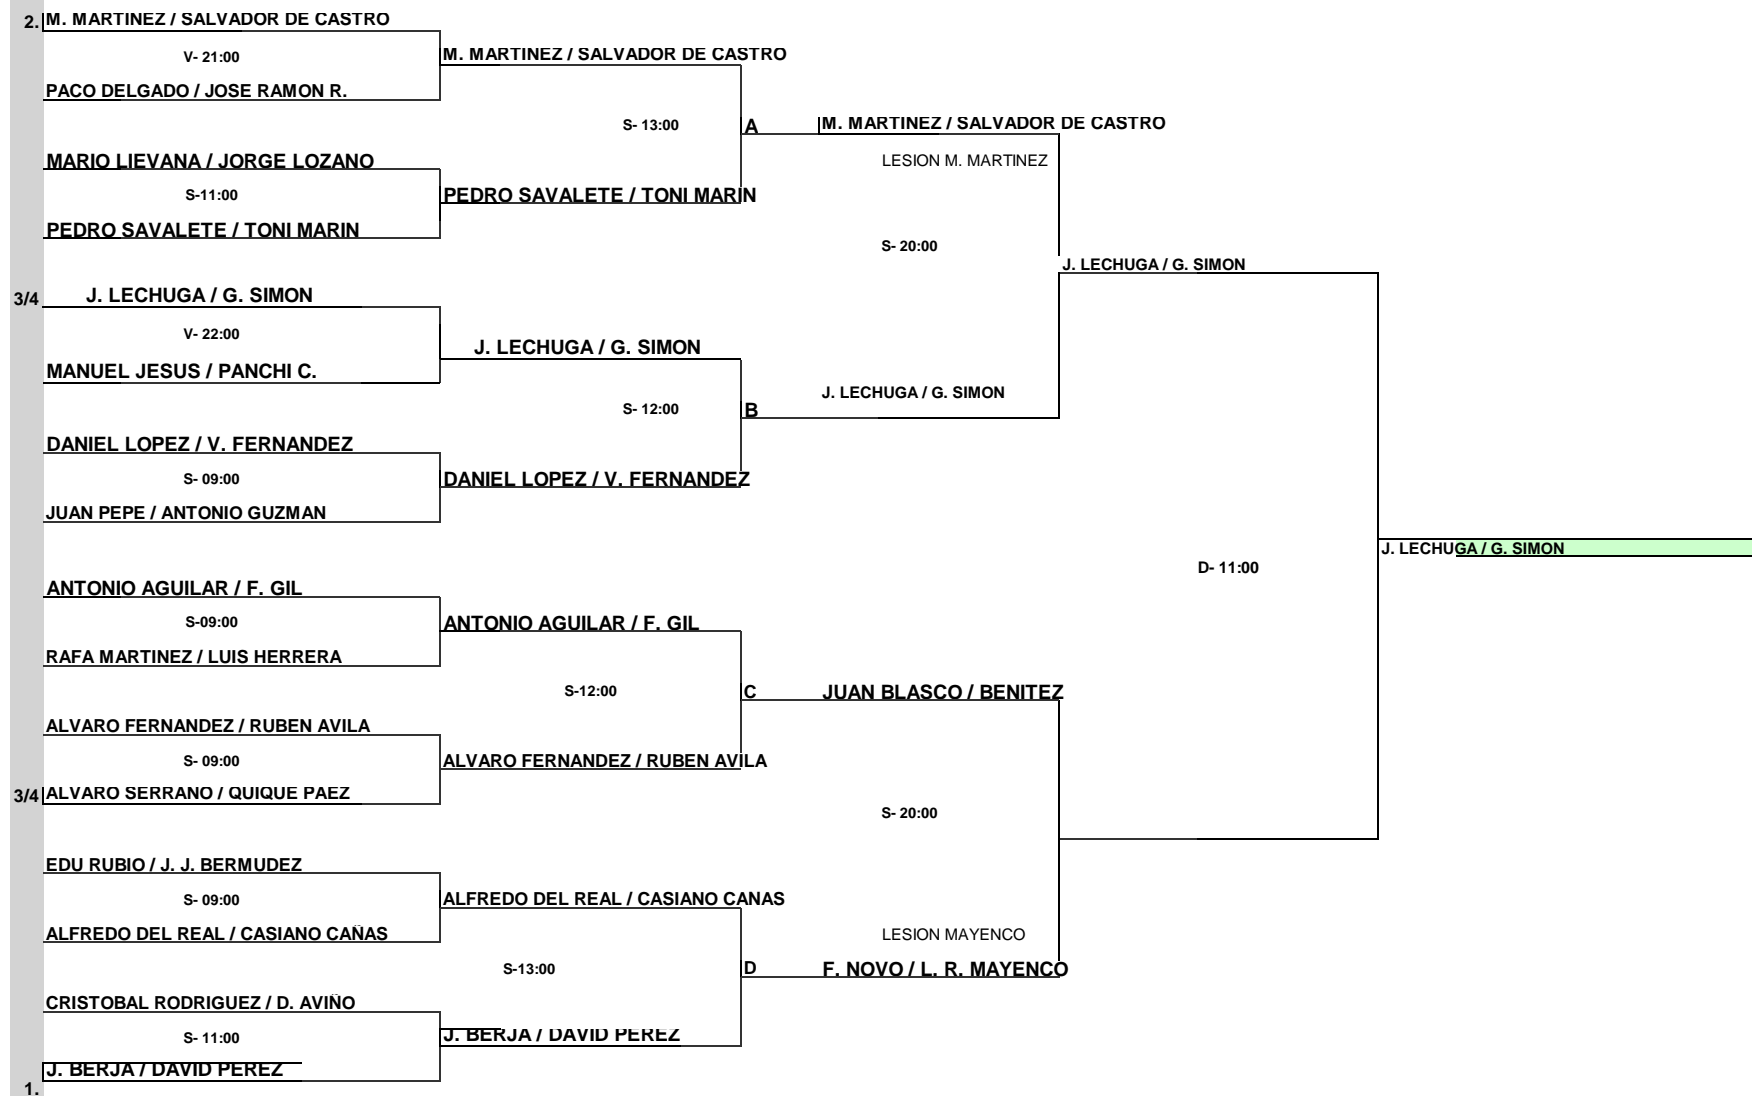 2. M. MARTINEZ / SALVADOR DE CASTRO
V- 21:00
M. MARTINEZ / SALVADOR DE CASTRO
PACO DELGADO / JOSE RAMON R.
S- 13:00
A
M. MARTINEZ / SALVADOR DE CASTRO
MARIO LIEVANA / JORGE LOZANO
LESION M. MARTINEZ
S-11:00
PEDRO SAVALETE / TONI MARIN
PEDRO SAVALETE / TONI MARIN
S- 20:00
J. LECHUGA / G. SIMON
3/4 J. LECHUGA / G. SIMON
V- 22:00
J. LECHUGA / G. SIMON
MANUEL JESUS / PANCHI C.
J. LECHUGA / G. SIMON
S- 12:00
B
DANIEL LOPEZ / V. FERNANDEZ
S- 09:00
DANIEL LOPEZ / V. FERNANDEZ
JUAN PEPE / ANTONIO GUZMAN
J. LECHUGA / G. SIMON
D- 11:00
ANTONIO AGUILAR / F. GIL
S-09:00
ANTONIO AGUILAR / F. GIL
RAFA MARTINEZ / LUIS HERRERA
S-12:00
C
JUAN BLASCO / BENITEZ
ALVARO FERNANDEZ / RUBEN AVILA
S- 09:00
ALVARO FERNANDEZ / RUBEN AVILA
3/4 ALVARO SERRANO / QUIQUE PAEZ
S- 20:00
EDU RUBIO / J. J. BERMUDEZ
S- 09:00
ALFREDO DEL REAL / CASIANO CAÑAS
ALFREDO DEL REAL / CASIANO CAÑAS
LESION MAYENCO
S-13:00
D
F. NOVO / L. R. MAYENCO
CRISTOBAL RODRIGUEZ / D. AVIÑO
S- 11:00
J. BERJA / DAVID PEREZ
J. BERJA / DAVID PEREZ
1.